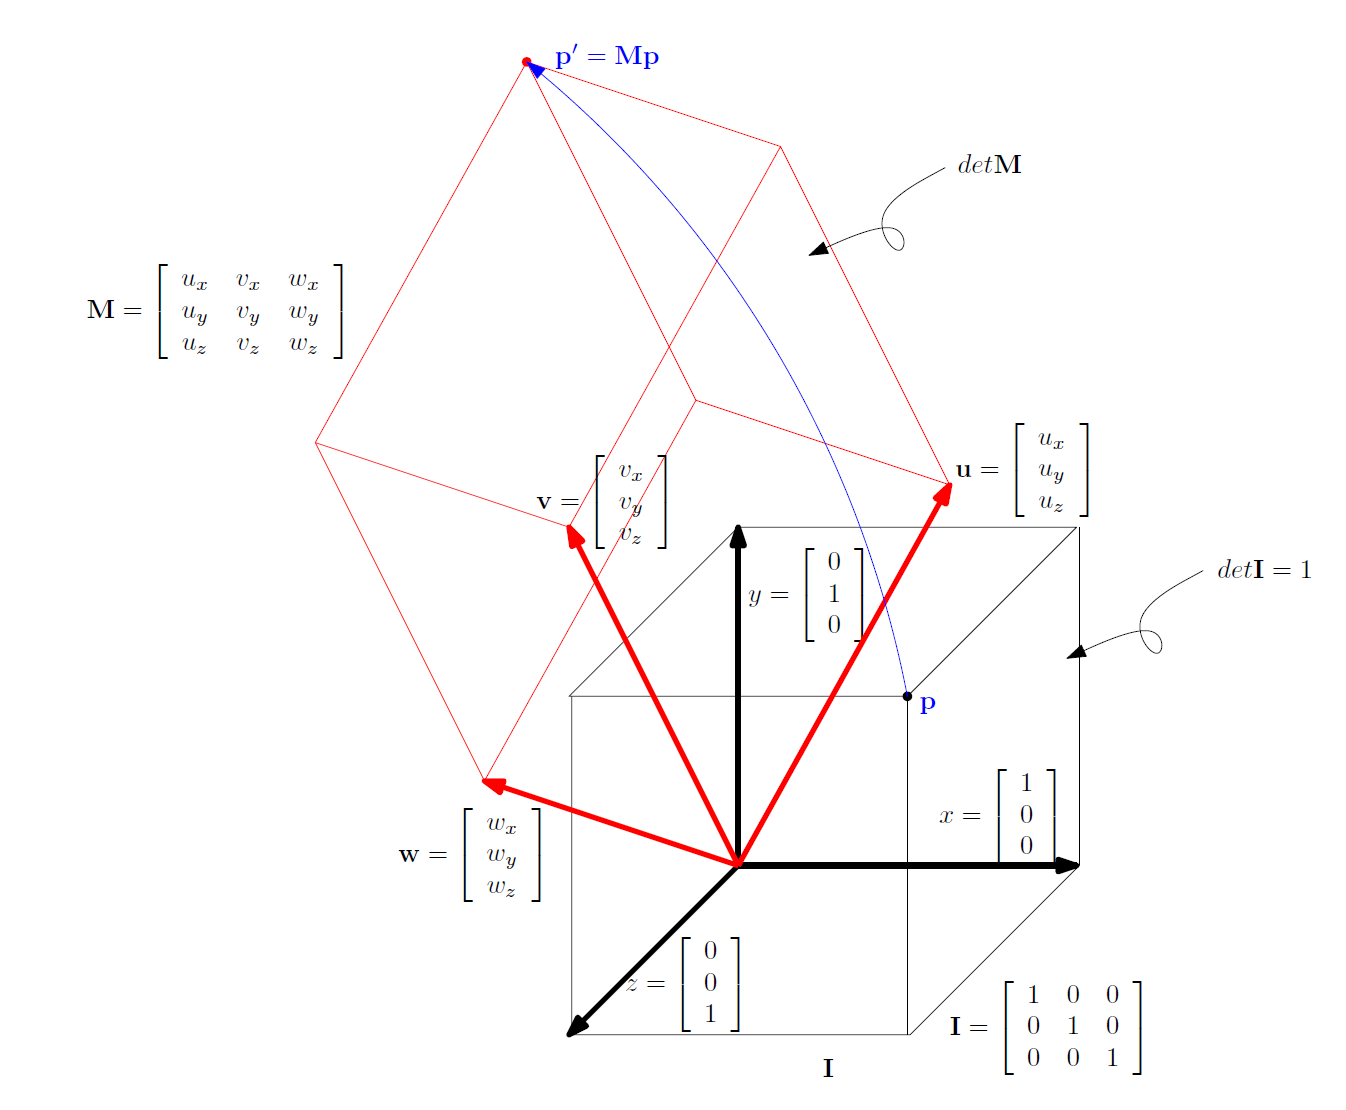 p′ = Mp
detM
M = [ u_x v_x w_x
u_y v_y w_y
u_z v_z w_z ]
u = [ u_x
u_y
u_z ]
v = [ v_x
v_y
v_z ]
y = [ 0
1
0 ]
detI = 1
p
x = [ 1
0
0 ]
w = [ w_x
w_y
w_z ]
z = [ 0
0
1 ]
I = [ 1 0 0
0 1 0
0 0 1 ]
I